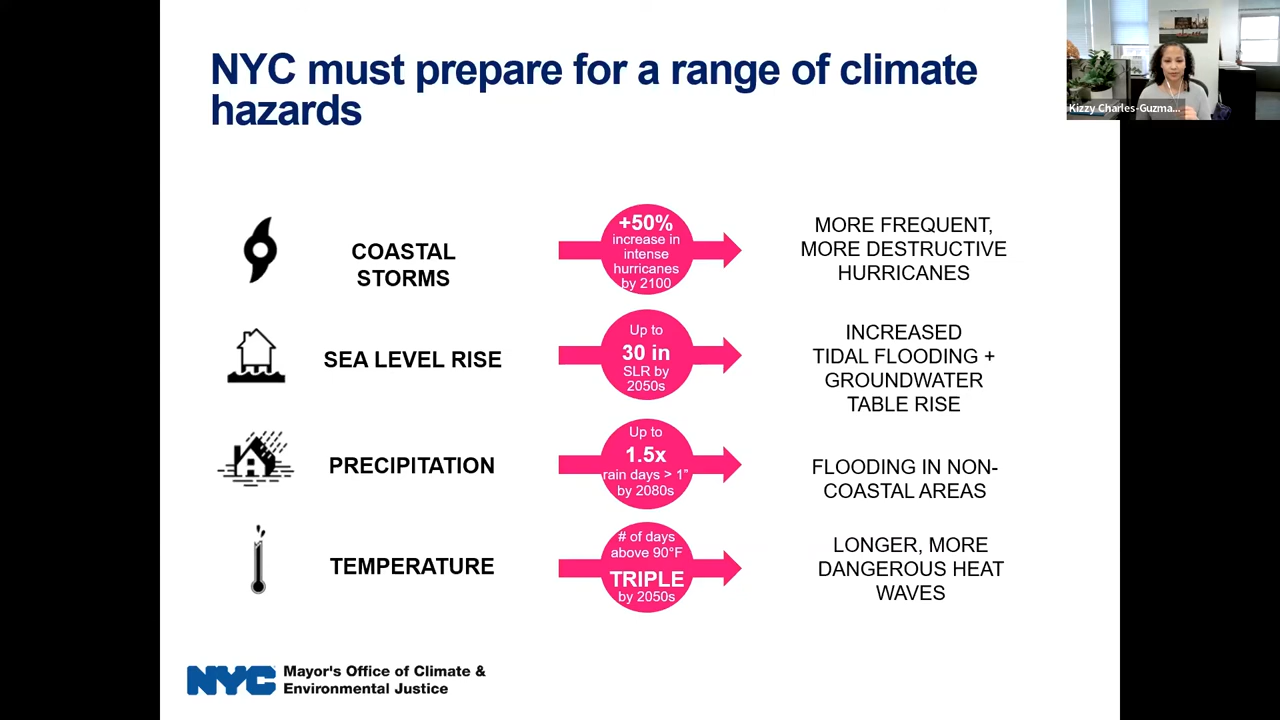 NYC must prepare for a range of climate
hazards
Kizzy Charles-Guzma...
COASTAL
STORMS
+50%
increase in
intense
hurricanes
by 2100
MORE FREQUENT,
MORE DESTRUCTIVE
HURRICANES
SEA LEVEL RISE
Up to
30 in
SLR by
2050s
INCREASED
TIDAL FLOODING +
GROUNDWATER
TABLE RISE
PRECIPITATION
Up to
1.5x
rain days > 1"
by 2080s
FLOODING IN NON-
COASTAL AREAS
TEMPERATURE
# of days
above 90°F
TRIPLE
by 2050s
LONGER, MORE
DANGEROUS HEAT
WAVES
NYC
Mayor's Office of Climate &
Environmental Justice